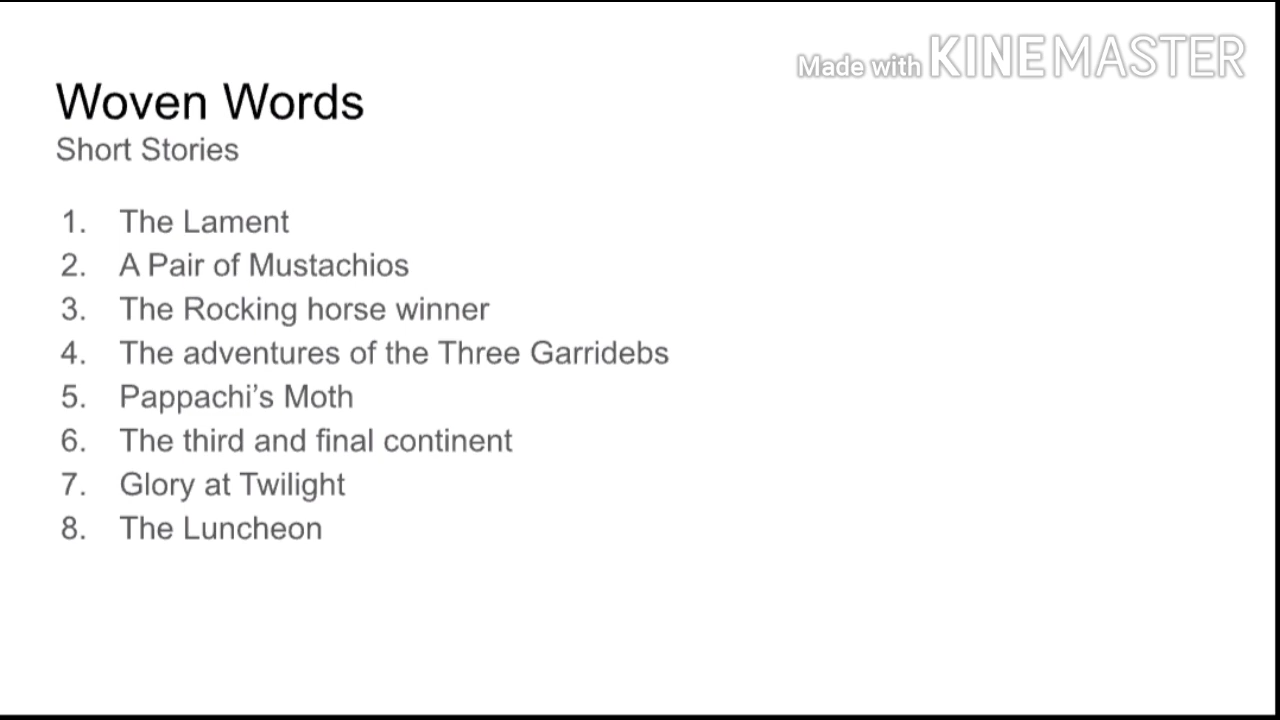 Made with KINEMASTER
Woven Words
Short Stories
1. The Lament
2. A Pair of Mustachios
3. The Rocking horse winner
4. The adventures of the Three Garridebs
5. Pappachi’s Moth
6. The third and final continent
7. Glory at Twilight
8. The Luncheon